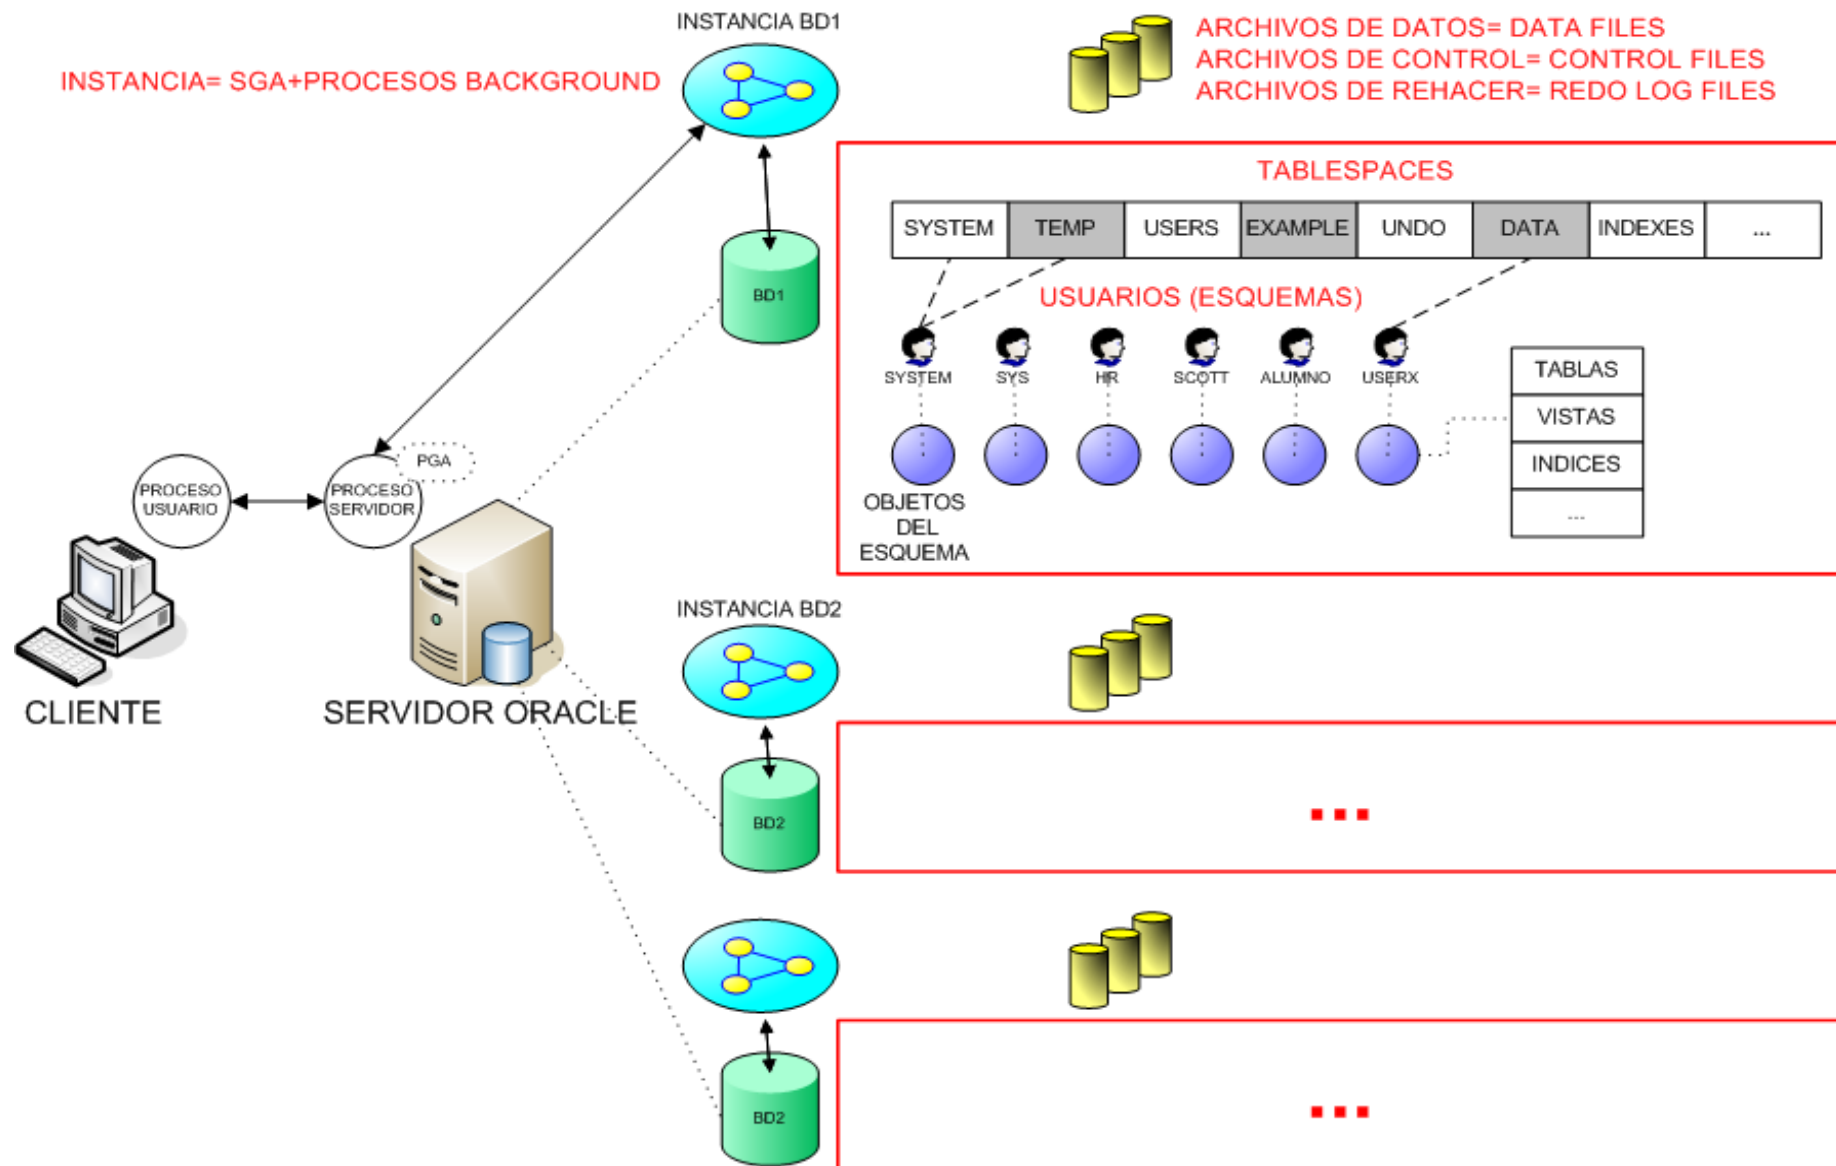 INSTANCIA BD1
INSTANCIA= SGA+PROCESOS BACKGROUND
ARCHIVOS DE DATOS= DATA FILES
ARCHIVOS DE CONTROL= CONTROL FILES
ARCHIVOS DE REHACER= REDO LOG FILES
TABLESPACES
SYSTEM TEMP USERS EXAMPLE UNDO DATA INDEXES ...
BD1
USUARIOS (ESQUEMAS)
SYSTEM SYS HR SCOTT ALUMNO USERX
TABLAS
VISTAS
INDICES
...
OBJETOS
DEL
ESQUEMA
PGA
PROCESO
USUARIO
PROCESO
SERVIDOR
CLIENTE
SERVIDOR ORACLE
INSTANCIA BD2
BD2
...
BD2
...